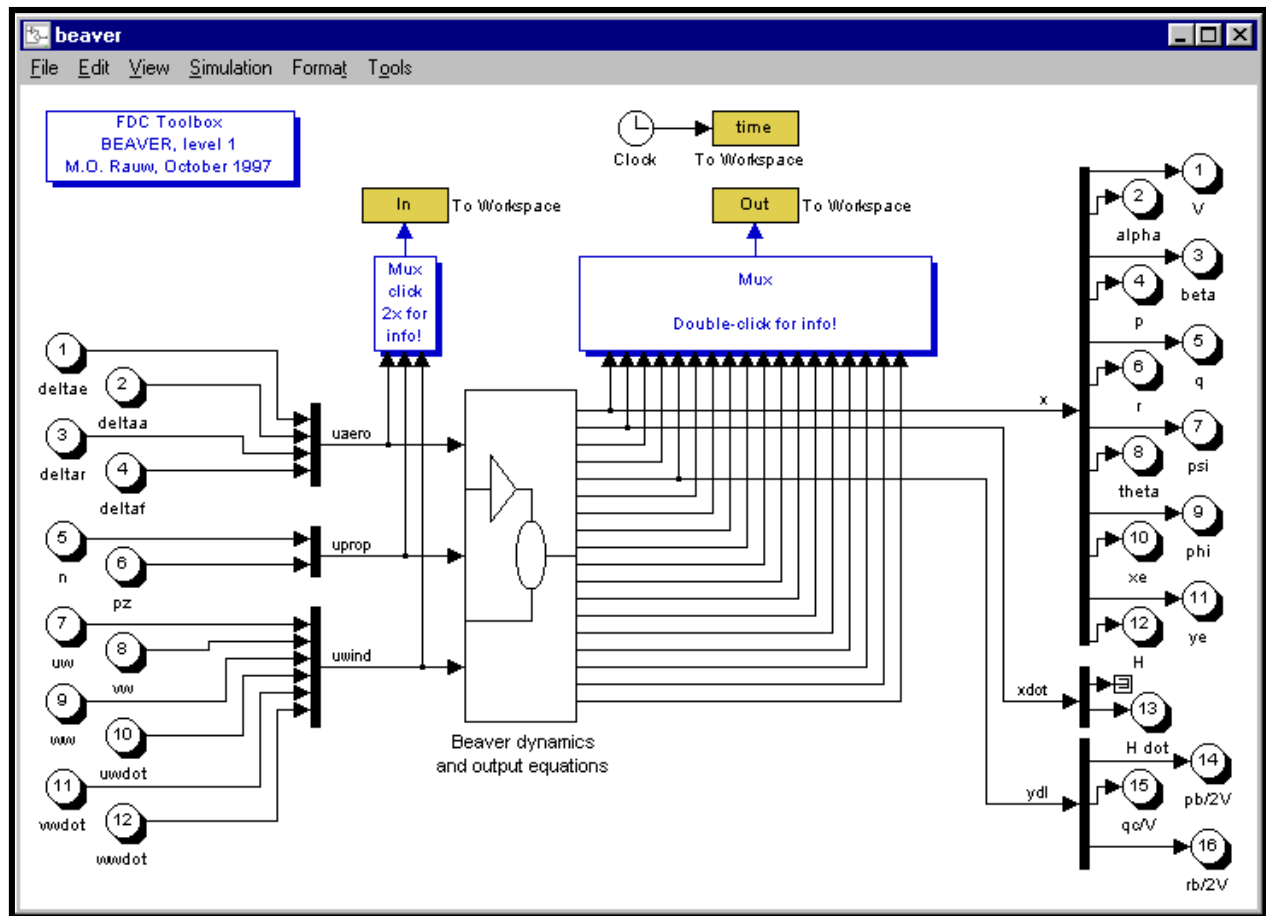 beaver
File Edit View Simulation Format Tools
FDC Toolbox
BEAVER, level 1
M.O. Rauw, October 1997
Clock
time
To Workspace
In
To Workspace
Out
To Workspace
Mux
click
2x for
info!
Mux
Double-click for info!
1
deltae
2
deltaa
3
deltar
4
deltaf
5
n
6
pz
7
uw
8
vw
9
ww
10
uwdot
11
vwdot
12
wwdot
uaero
uprop
uwind
Beaver dynamics
and output equations
x
xdot
ydl
1
V
2
alpha
3
beta
4
p
5
q
6
r
7
psi
8
theta
9
phi
10
xe
11
ye
12
H
13
H dot
14
pb/2V
15
qc/V
16
rb/2V